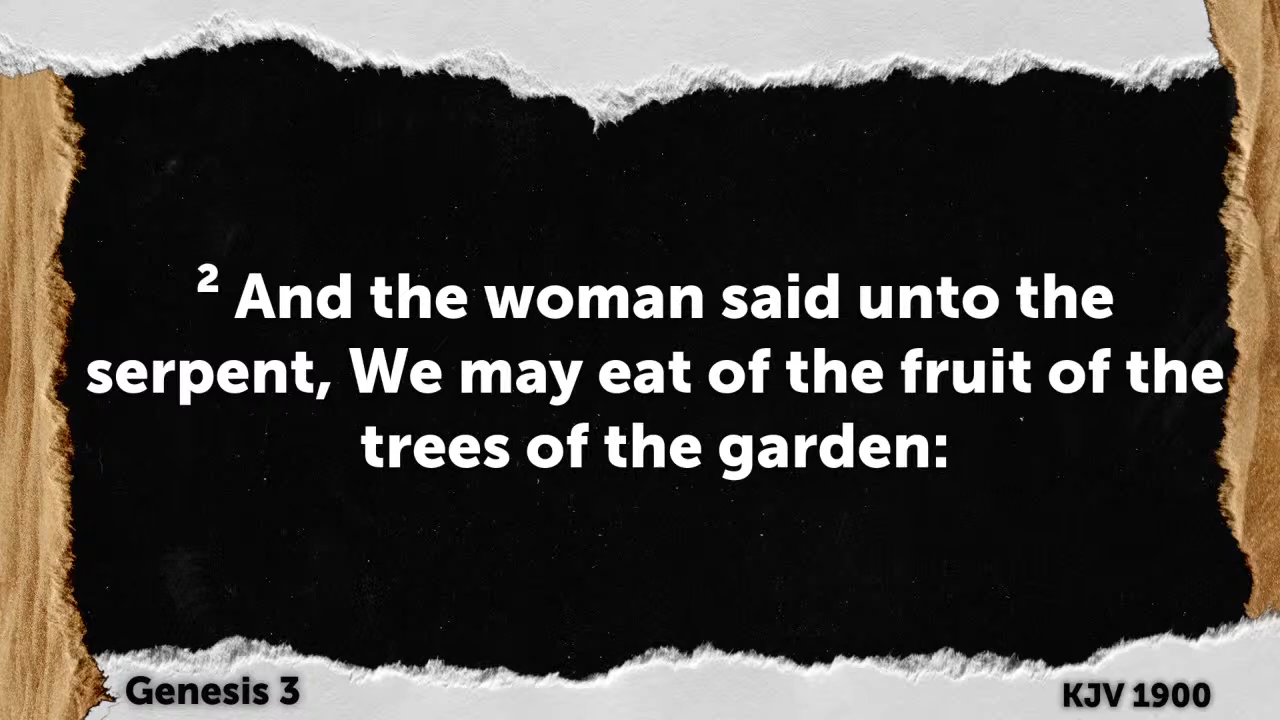 ² And the woman said unto the
serpent, We may eat of the fruit of the
trees of the garden:
Genesis 3
KJV 1900